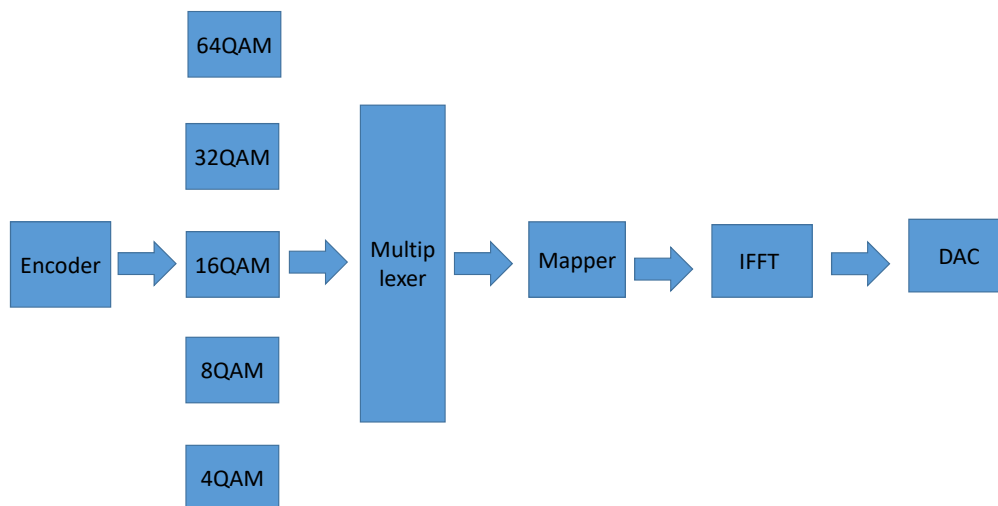 64QAM
32QAM
Encoder
16QAM
8QAM
4QAM
Multip
lexer
Mapper
IFFT
DAC